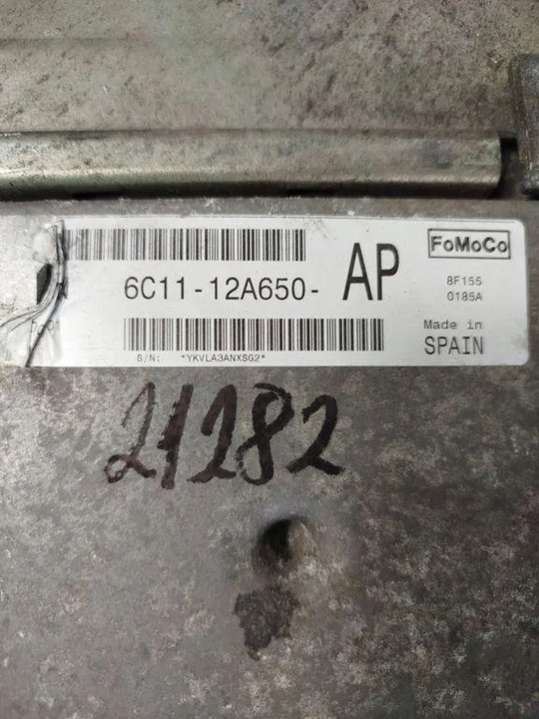 FoMoCo
6C11-12A650- AP
8F155
0185A
Made in
SPAIN
S/N: *YKVLA3ANXSG2*
21282